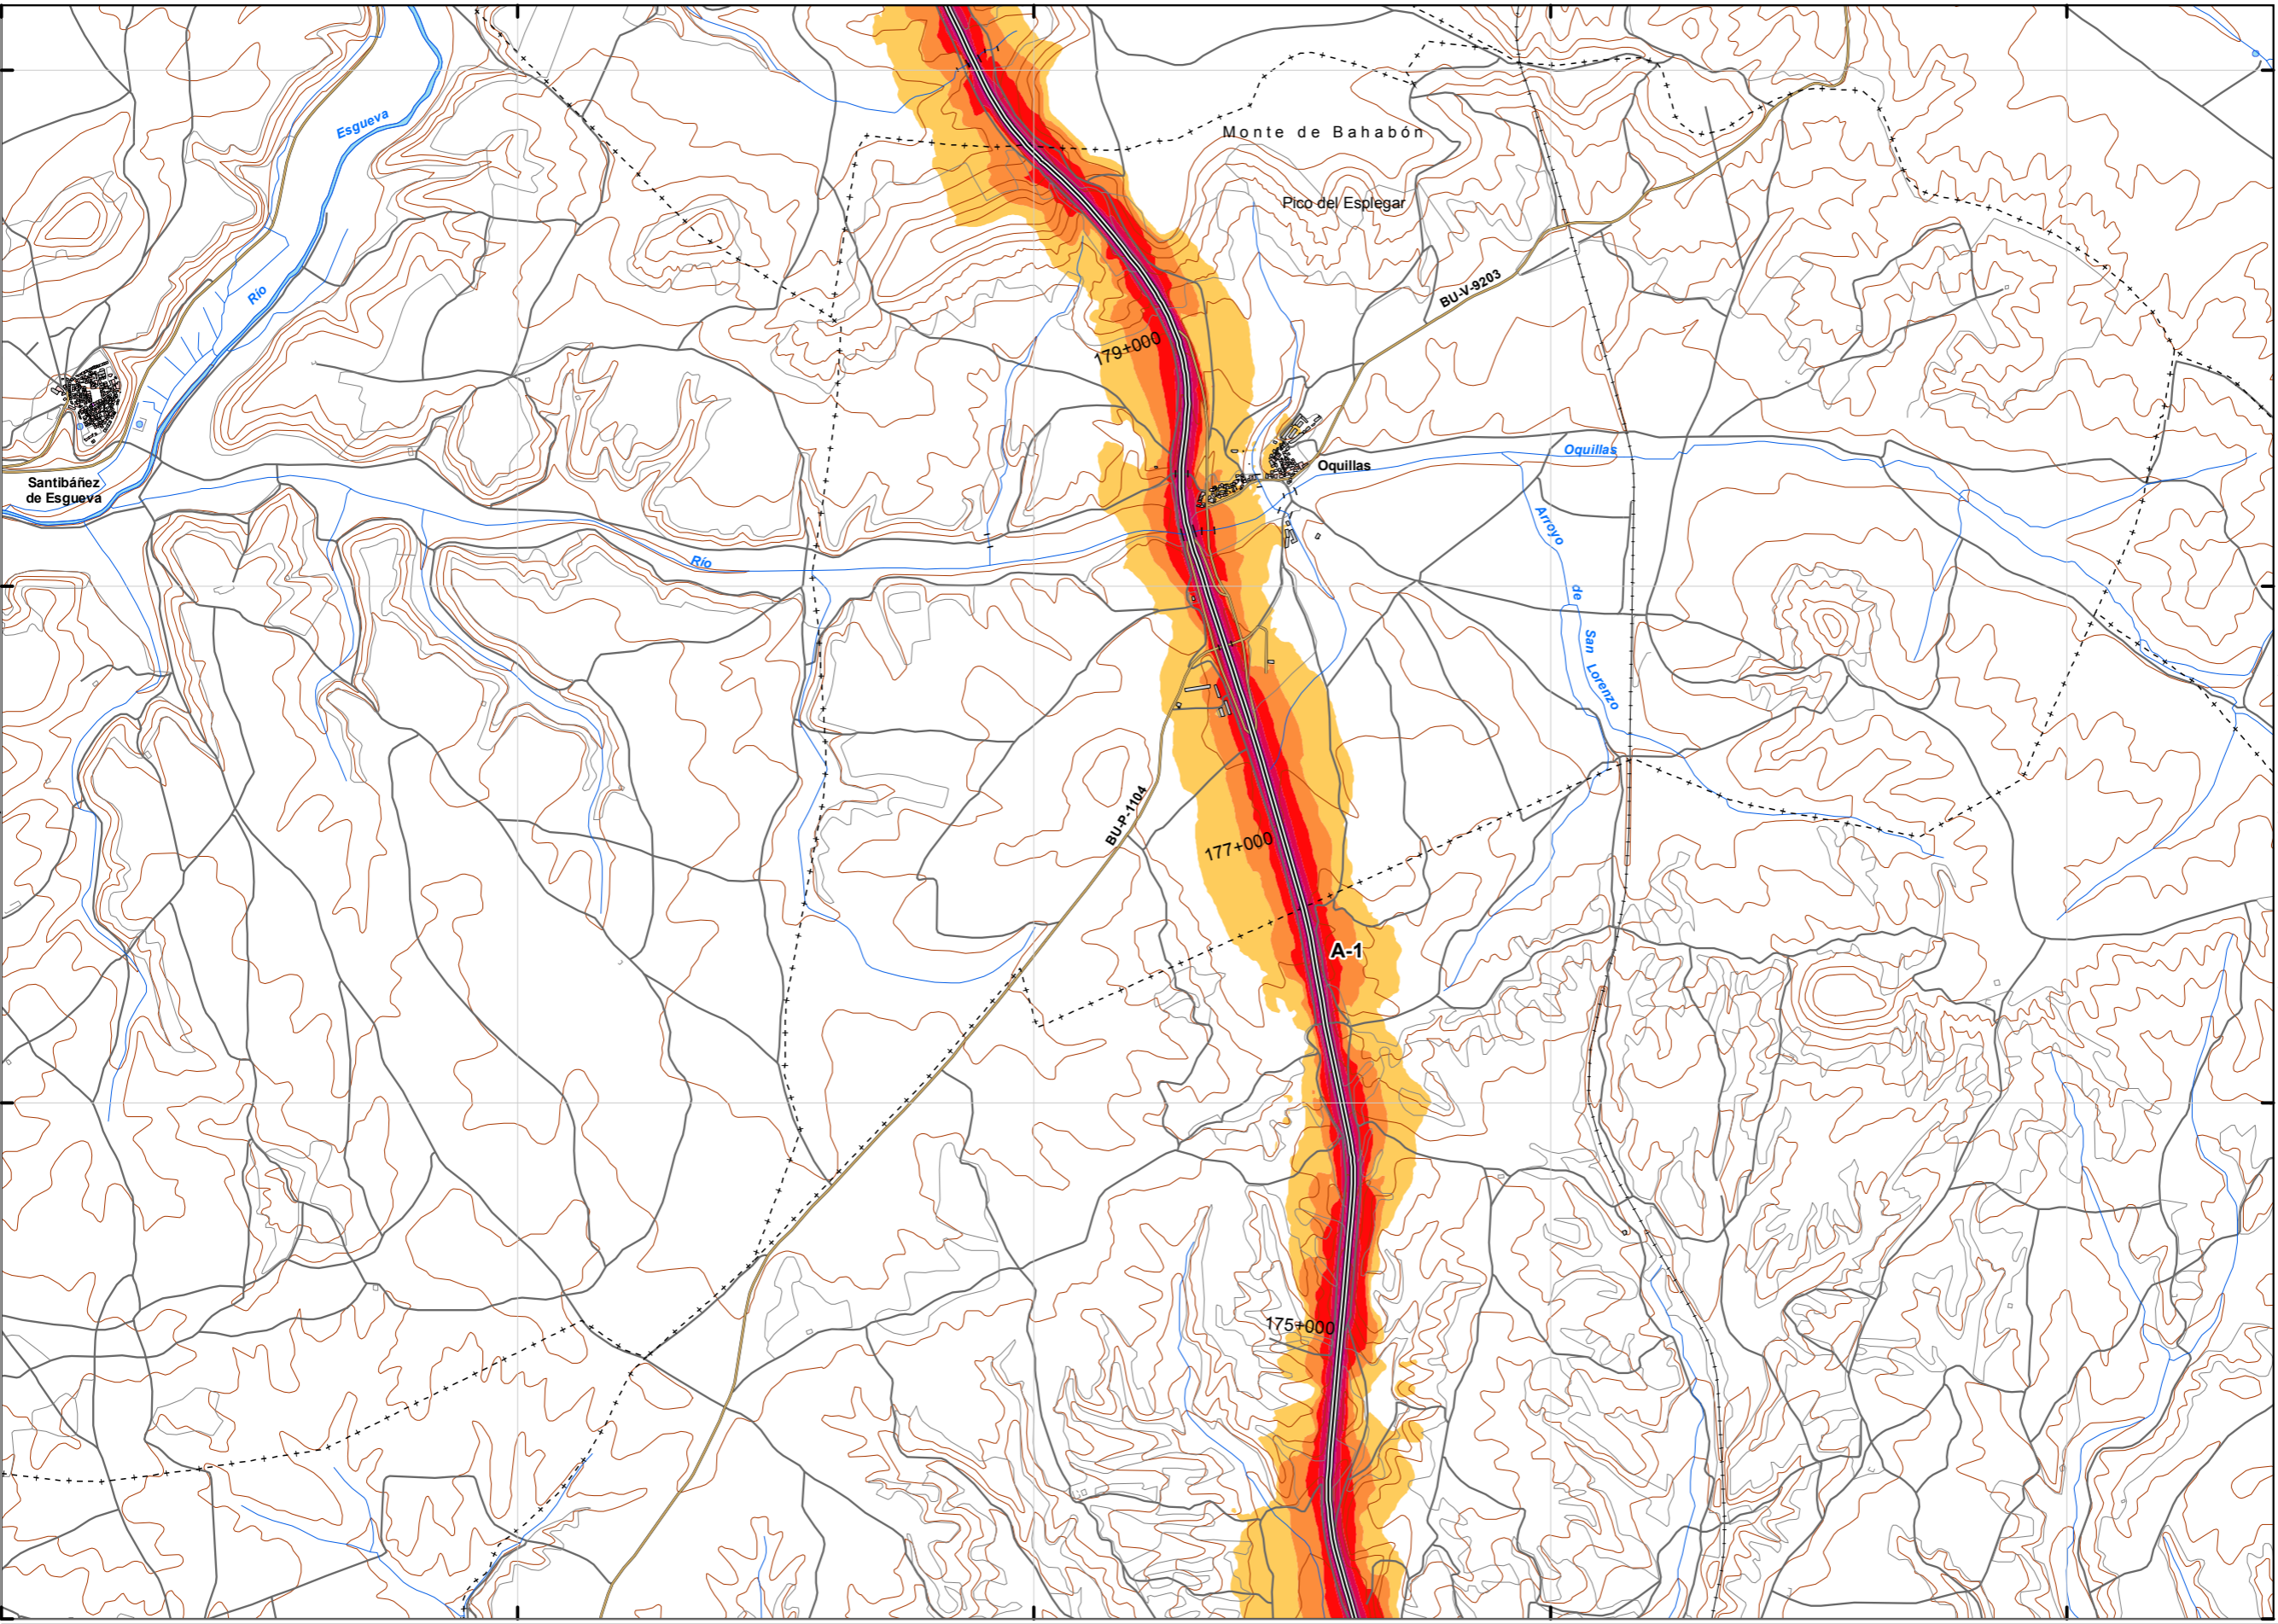 Esgueva
Río
Monte de Bahabón
Pico del Esplegar
BU-V-9203
179+000
Santibáñez
de Esgueva
Oquillas
Oquillas
Río
Arroyo
de
San Lorenzo
BU-P-1104
177+000
A-1
175+000